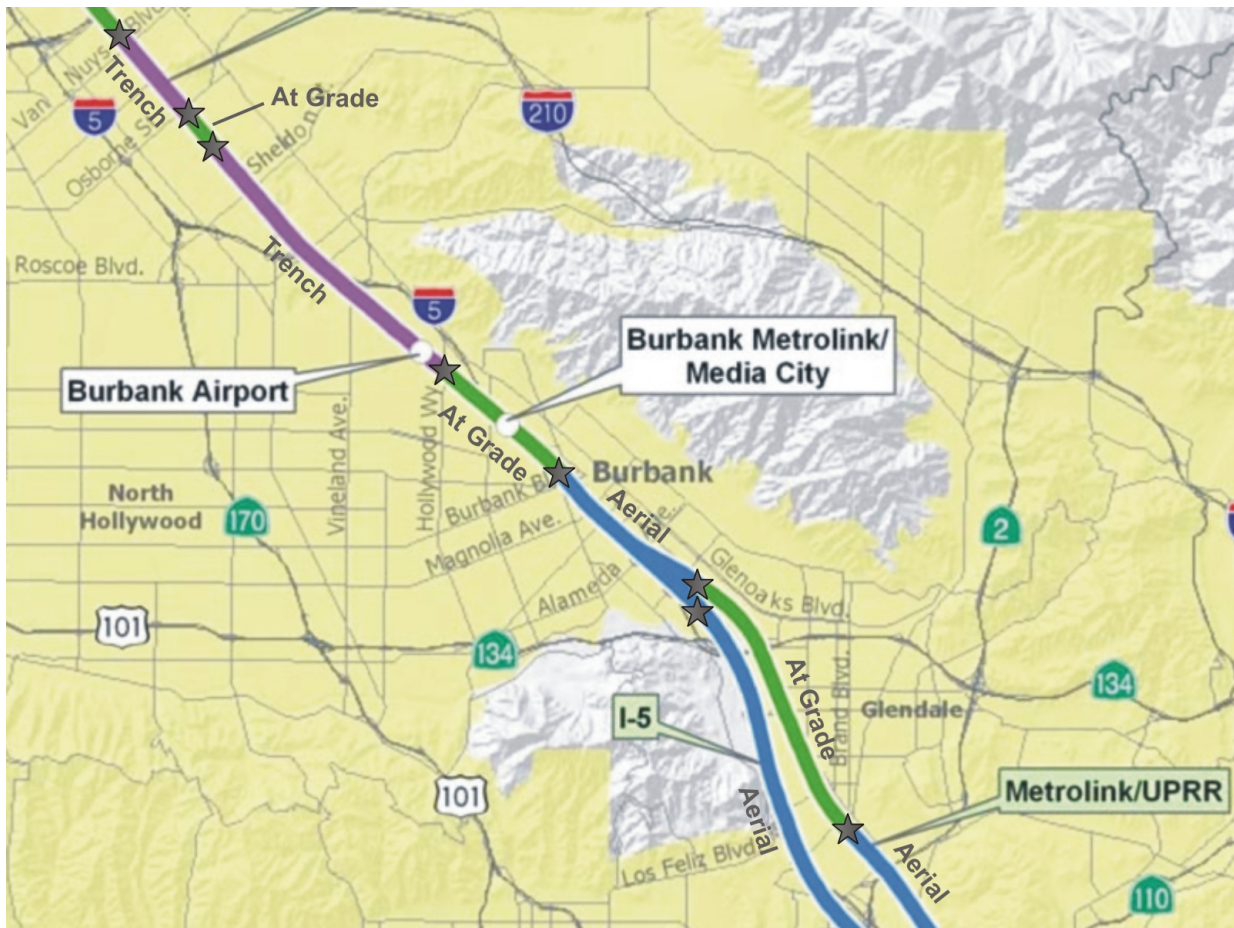 Van Nuys Blvd.
Trench
At Grade
5
210
Osborne St.
Sheldon
Trench
Roscoe Blvd.
5
Burbank Metrolink/
Media City
Burbank Airport
At Grade
Burbank
Vineland Ave.
Hollywood Wy
North
Hollywood
170
Burbank Bl
Aerial
ve.
2
Magnolia Ave.
Glenoaks Blvd.
Alameda
101
134
At Grade
134
Brand Blvd.
Glendale
I-5
101
Metrolink/UPRR
Aerial
Los Feliz Blvd
Aerial
110